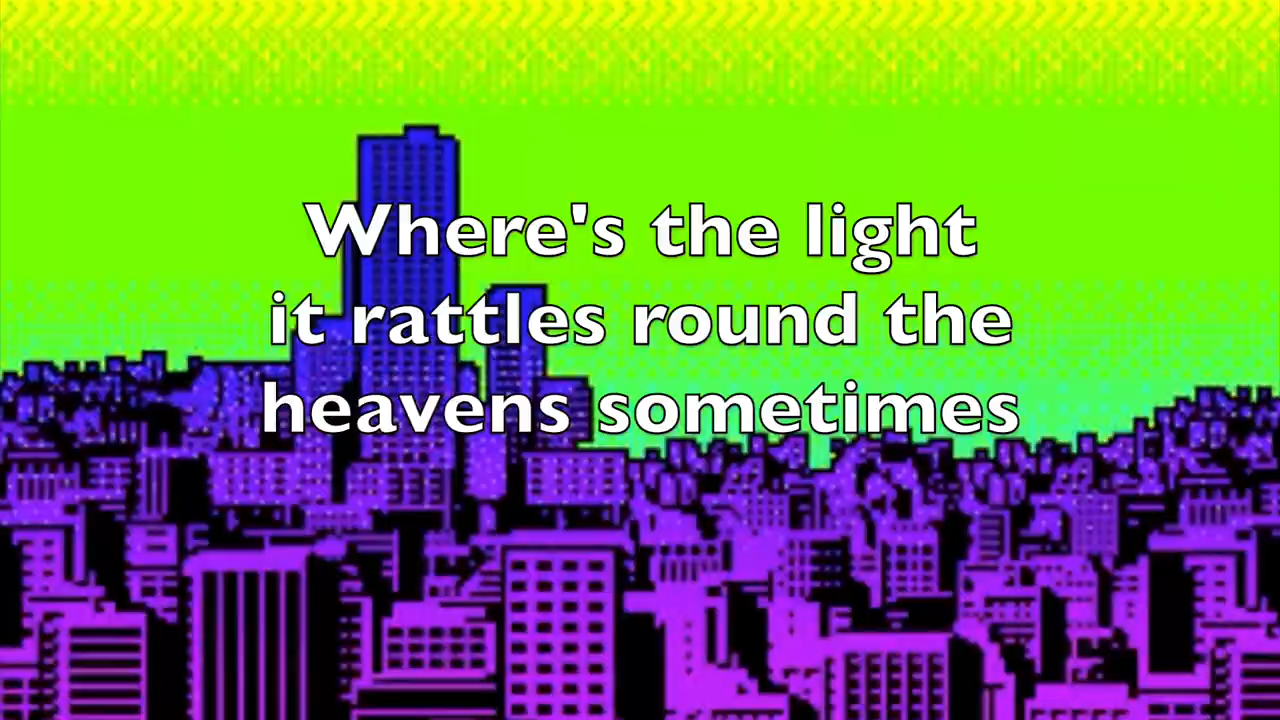 Where's the light
it rattles round the
heavens sometimes